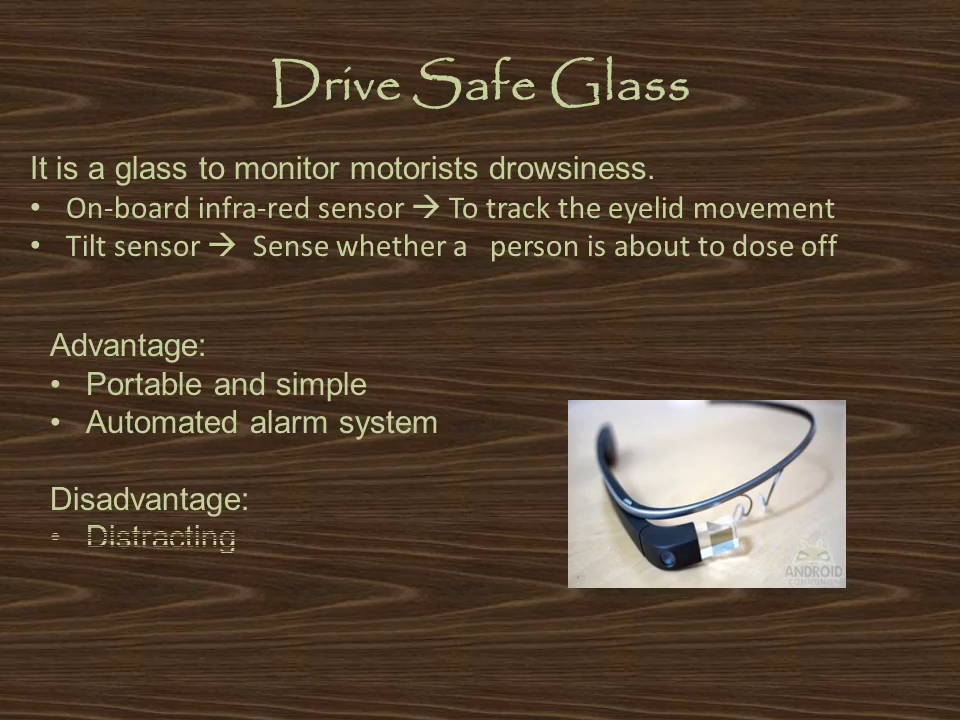 Drive Safe Glass
It is a glass to monitor motorists drowsiness.
• On-board infra-red sensor → To track the eyelid movement
• Tilt sensor → Sense whether a person is about to dose off
Advantage:
• Portable and simple
• Automated alarm system
Disadvantage:
• Distracting
ANDROID
COMMUNITY